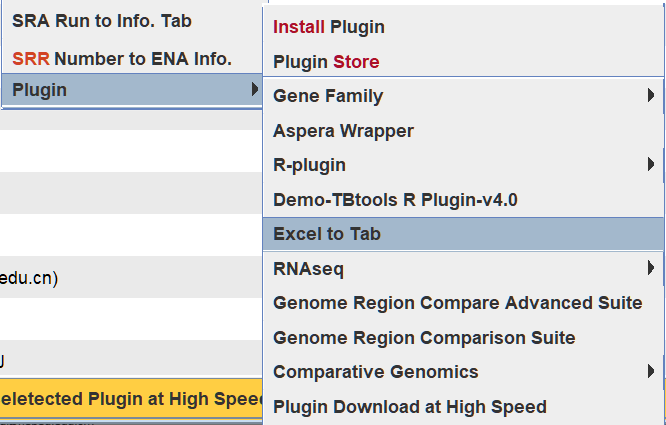 SRA Run to Info. Tab
SRR Number to ENA Info.
Plugin
Install Plugin
Plugin Store
Gene Family
Aspera Wrapper
R-plugin
Demo-TBtools R Plugin-v4.0
Excel to Tab
RNAseq
Genome Region Compare Advanced Suite
Genome Region Comparison Suite
Comparative Genomics
Plugin Download at High Speed
edu.cn)
eletected Plugin at High Speed